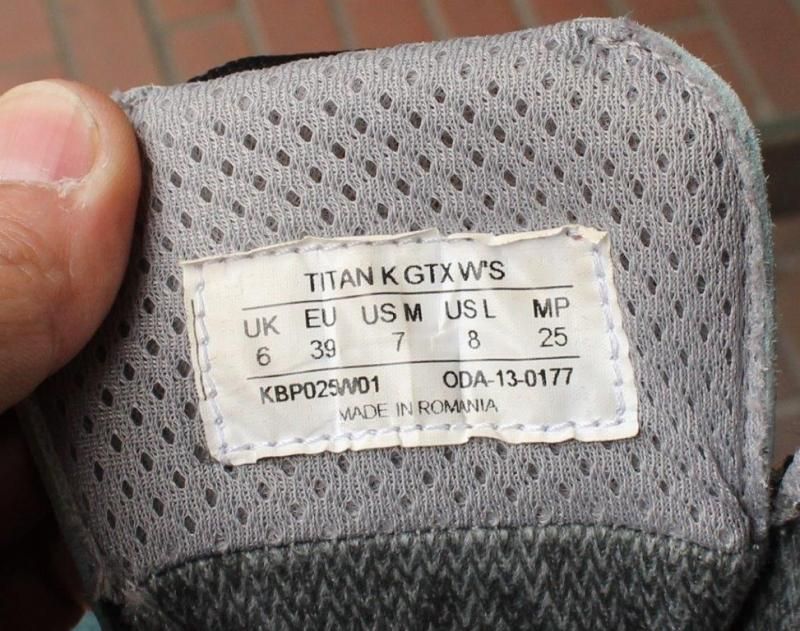 TITAN K GTX W'S
UK EU US M US L MP
6 39 7 8 25
KBP025W01 ODA-13-0177
MADE IN ROMANIA